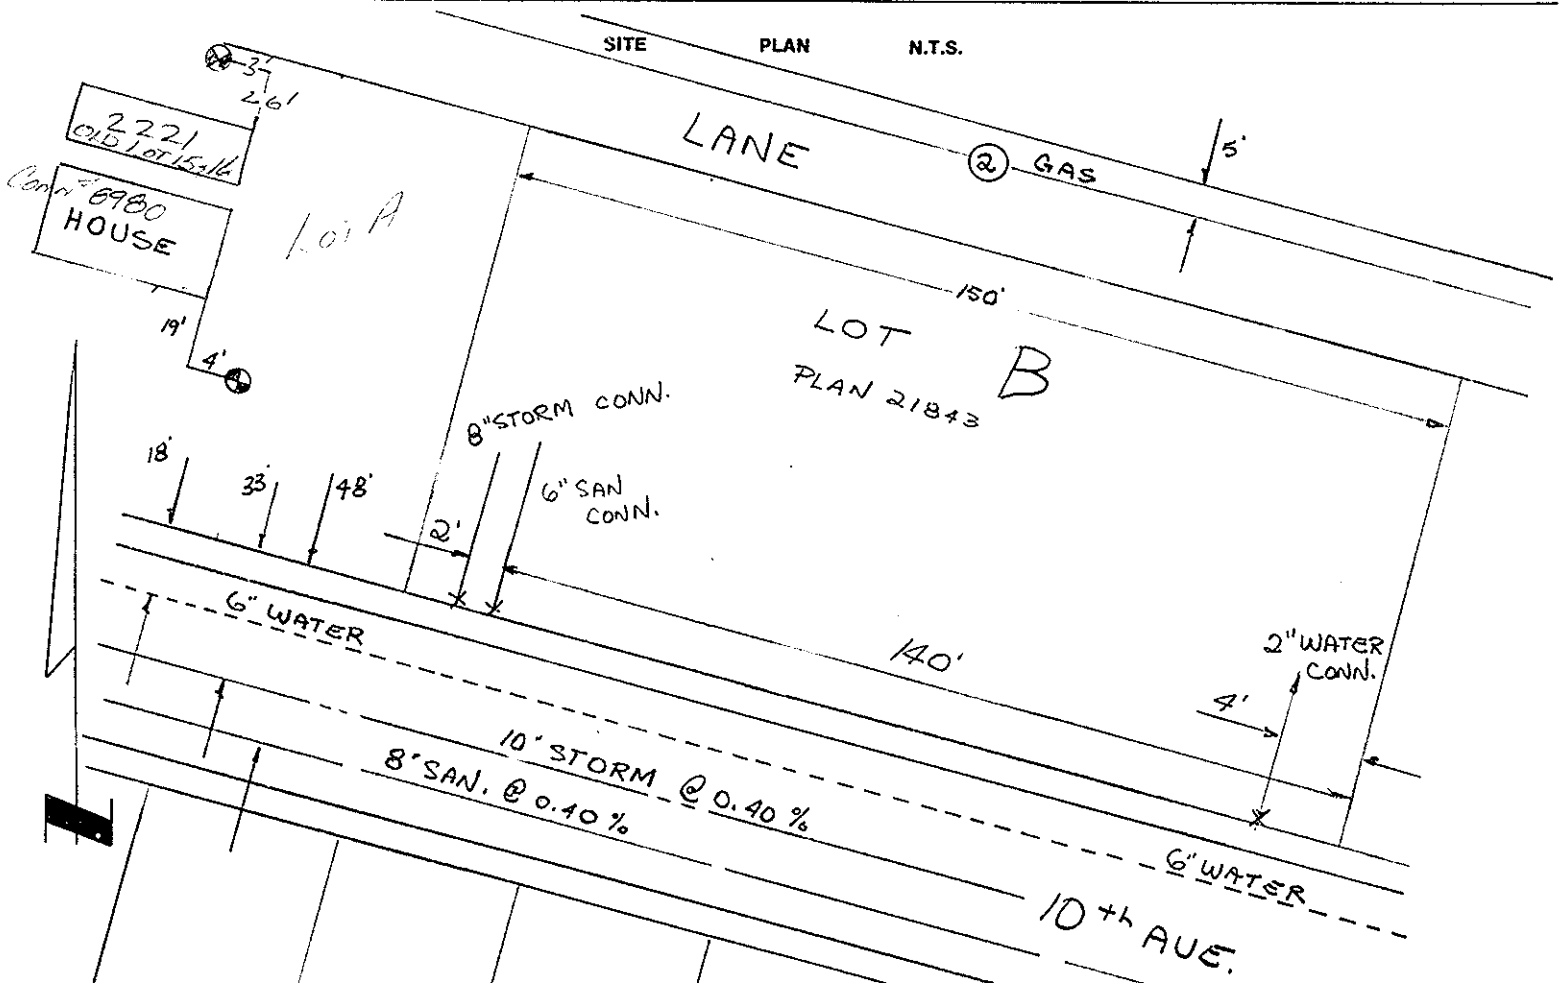 SITE PLAN N.T.S.
3'
26'
2221
OLD LOT 15+16
Conn # 6980
HOUSE
LOT A
19'
4'
LANE
2 GAS
5'
150'
LOT B
PLAN 21843
8" STORM CONN.
6" SAN
CONN.
18'
33'
48'
2'
140'
2" WATER
CONN.
4'
6" WATER
10" STORM @ 0.40 %
8" SAN. @ 0.40 %
6" WATER
10th AVE.